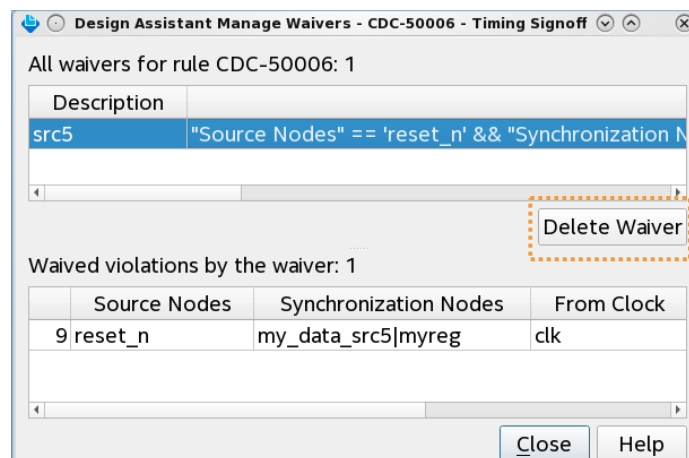 Design Assistant Manage Waivers - CDC-50006 - Timing Signoff
All waivers for rule CDC-50006: 1
Description
src5 "Source Nodes" == 'reset_n' && "Synchronization N
Delete Waiver
Waived violations by the waiver: 1
Source Nodes Synchronization Nodes From Clock
9 reset_n my_data_src5|myreg clk
Close Help